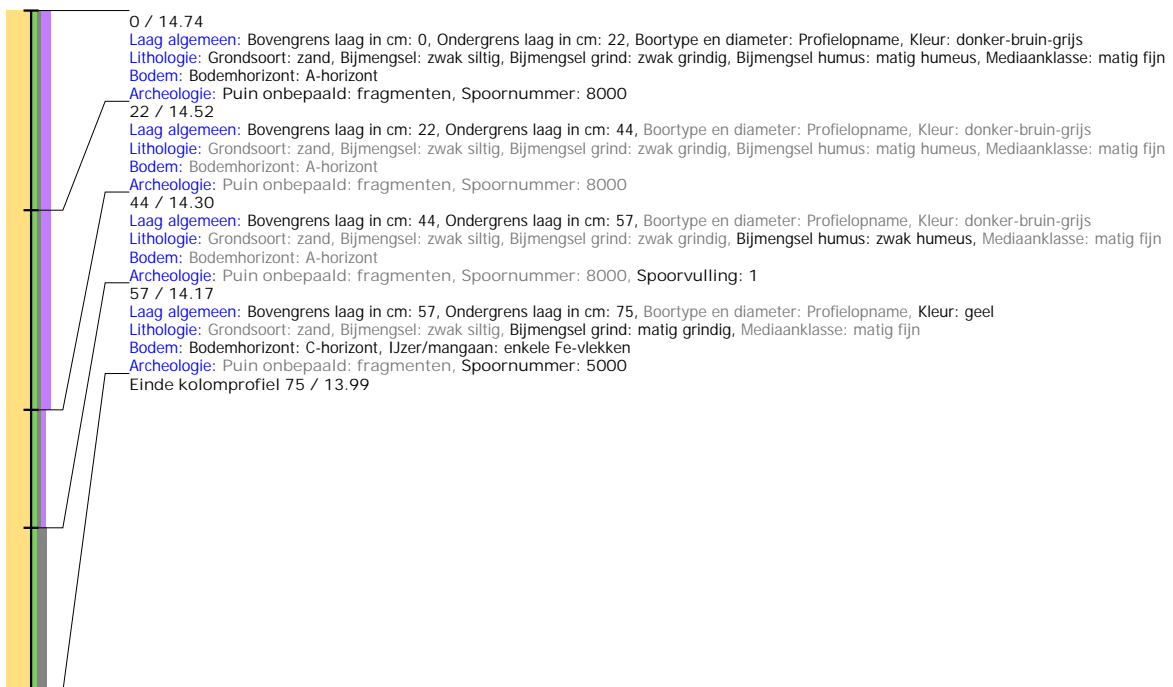 0 / 14.74
Laag algemeen: Bovengrens laag in cm: 0, Ondergrens laag in cm: 22, Boortype en diameter: Profielopname, Kleur: donker-bruin-grijs
Lithologie: Grondsoort: zand, Bijmengsel: zwak siltig, Bijmengsel grind: zwak grindig, Bijmengsel humus: matig humeus, Mediaanklasse: matig fijn
Bodem: Bodemhorizont: A-horizont
Archeologie: Puin onbepaald: fragmenten, Spoornummer: 8000
22 / 14.52
Laag algemeen: Bovengrens laag in cm: 22, Ondergrens laag in cm: 44, Boortype en diameter: Profielopname, Kleur: donker-bruin-grijs
Lithologie: Grondsoort: zand, Bijmengsel: zwak siltig, Bijmengsel grind: zwak grindig, Bijmengsel humus: matig humeus, Mediaanklasse: matig fijn
Bodem: Bodemhorizont: A-horizont
Archeologie: Puin onbepaald: fragmenten, Spoornummer: 8000
44 / 14.30
Laag algemeen: Bovengrens laag in cm: 44, Ondergrens laag in cm: 57, Boortype en diameter: Profielopname, Kleur: donker-bruin-grijs
Lithologie: Grondsoort: zand, Bijmengsel: zwak siltig, Bijmengsel grind: zwak grindig, Bijmengsel humus: zwak humeus, Mediaanklasse: matig fijn
Bodem: Bodemhorizont: A-horizont
Archeologie: Puin onbepaald: fragmenten, Spoornummer: 8000, Spoorvulling: 1
57 / 14.17
Laag algemeen: Bovengrens laag in cm: 57, Ondergrens laag in cm: 75, Boortype en diameter: Profielopname, Kleur: geel
Lithologie: Grondsoort: zand, Bijmengsel: zwak siltig, Bijmengsel grind: matig grindig, Mediaanklasse: matig fijn
Bodem: Bodemhorizont: C-horizont, IJzer/mangaan: enkele Fe-vlekken
Archeologie: Puin onbepaald: fragmenten, Spoornummer: 5000
Einde kolomprofiel 75 / 13.99